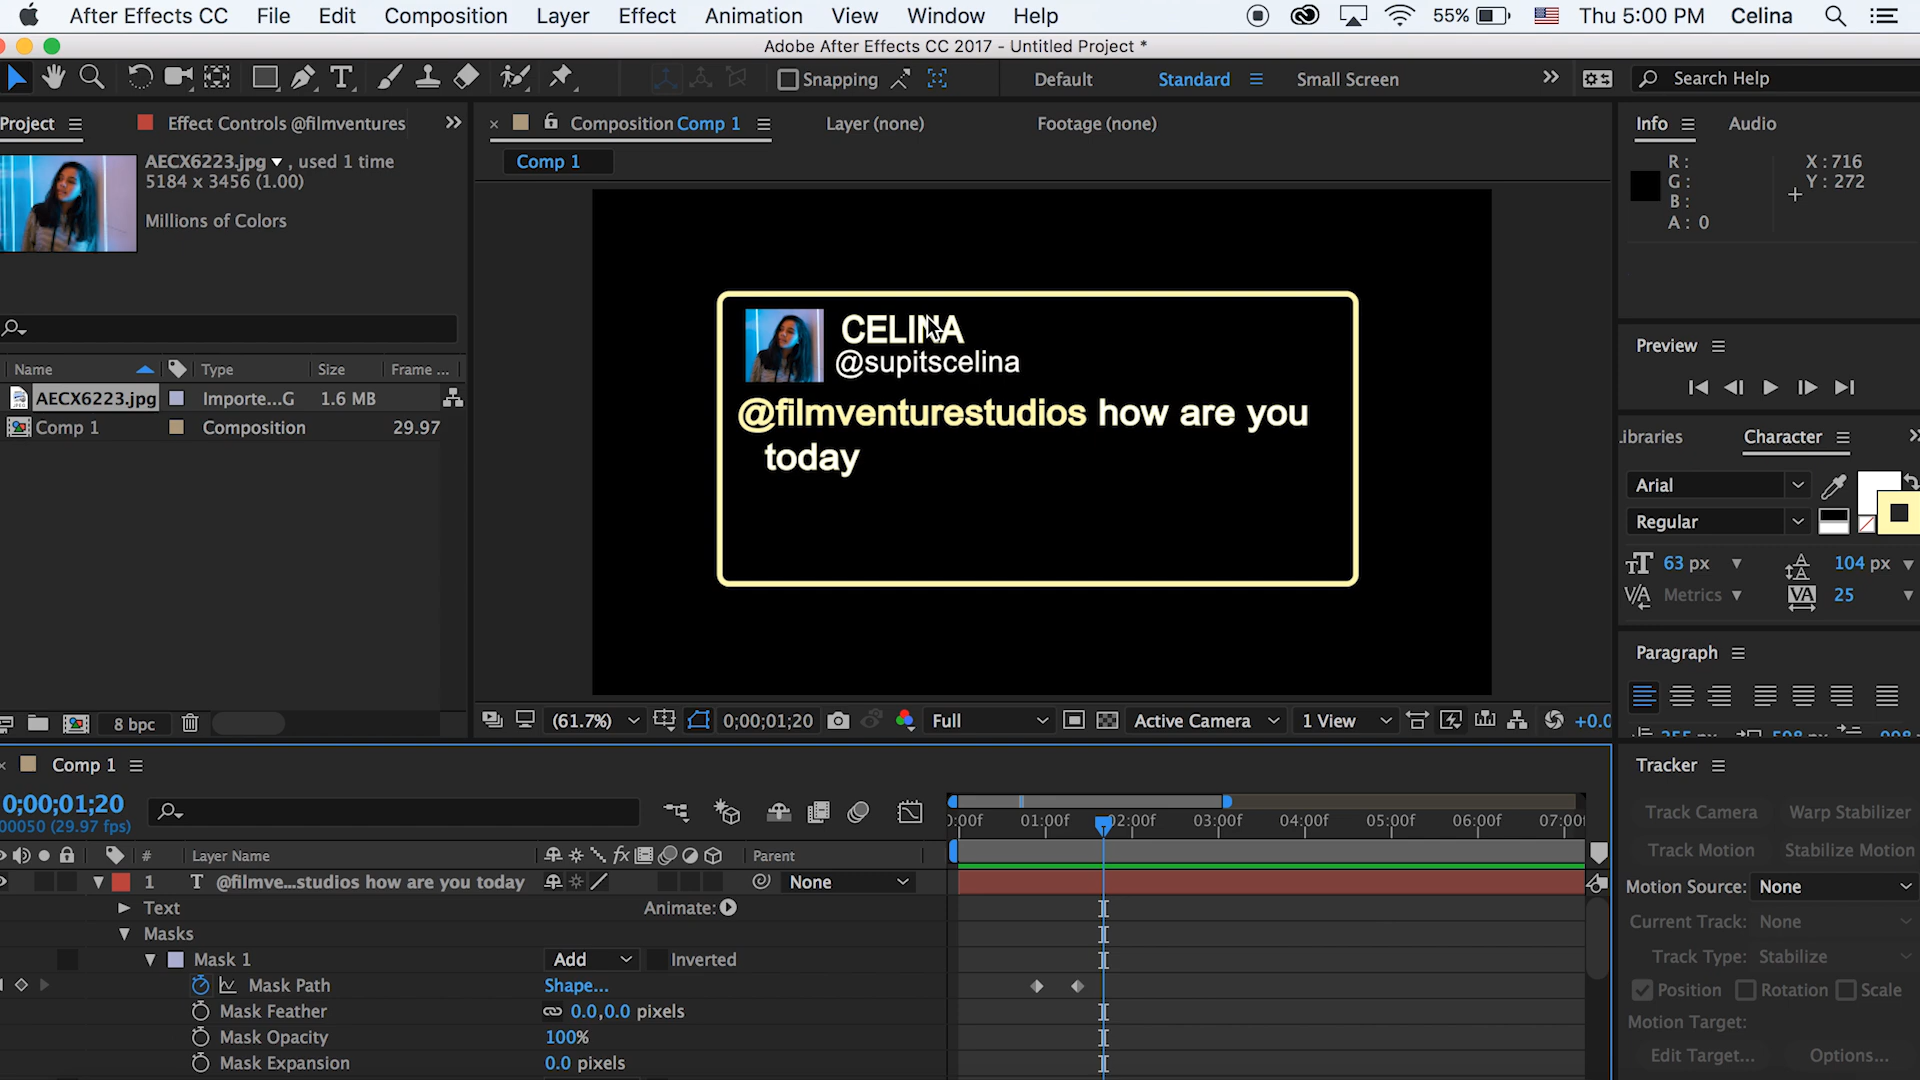 After Effects CC File Edit Composition Layer Effect Animation View Window Help 55% Thu 5:00 PM Celina
Adobe After Effects CC 2017 - Untitled Project *
Snapping Default Standard Small Screen Search Help
Project Effect Controls @filmventures Composition Comp 1 Layer (none) Footage (none) Info Audio
AECX6223.jpg , used 1 time
5184 x 3456 (1.00)
Millions of Colors
Comp 1
R:
G:
B:
A: 0
X: 716
Y: 272
CELINA
@supitscelina
@filmventurestudios how are you
today
Name Type Size Frame ...
AECX6223.jpg Importe...G 1.6 MB
Comp 1 Composition 29.97
Preview
ibraries Character
Arial
Regular
63 px 104 px
Metrics 25
Paragraph
8 bpc (61.7%) 0;00;01;20 Full Active Camera 1 View +0.0
Comp 1
0;00;01;20
00050 (29.97 fps)
):00f 01:00f 02:00f 03:00f 04:00f 05:00f 06:00f 07:00f
# Layer Name Parent
1 T @filmve...studios how are you today None
Text Animate:
Masks
Mask 1 Add Inverted
Mask Path Shape...
Mask Feather 0.0,0.0 pixels
Mask Opacity 100%
Mask Expansion 0.0 pixels
Tracker
Track Camera Warp Stabilizer
Track Motion Stabilize Motion
Motion Source: None
Current Track: None
Track Type: Stabilize
Position Rotation Scale
Motion Target:
Edit Target... Options...